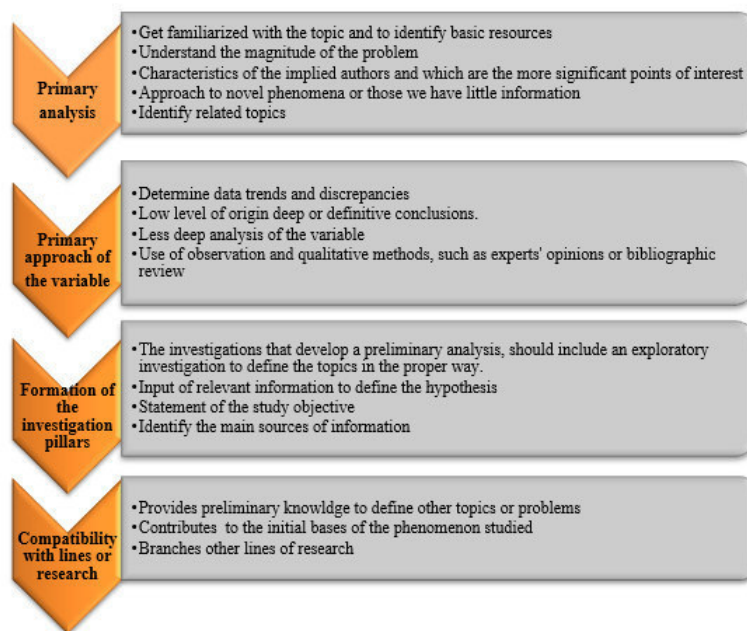 Primary
analysis
•Get familiarized with the topic and to identify basic resources
•Understand the magnitude of the problem
•Characteristics of the implied authors and which are the more significant points of interest
•Approach to novel phenomena or those we have little information
•Identify related topics
Primary
approach of
the variable
•Determine data trends and discrepancies
•Low level of origin deep or definitive conclusions.
•Less deep analysis of the variable
•Use of observation and qualitative methods, such as experts' opinions or bibliographic
review
Formation of
the
investigation
pillars
•The investigations that develop a preliminary analysis, should include an exploratory
investigation to define the topics in the proper way.
•Input of relevant information to define the hypothesis
•Statement of the study objective
•Identify the main sources of information
Compatibility
with lines or
research
•Provides preliminary knowldge to define other topics or problems
•Contributes to the initial bases of the phenomenon studied
•Branches other lines of research